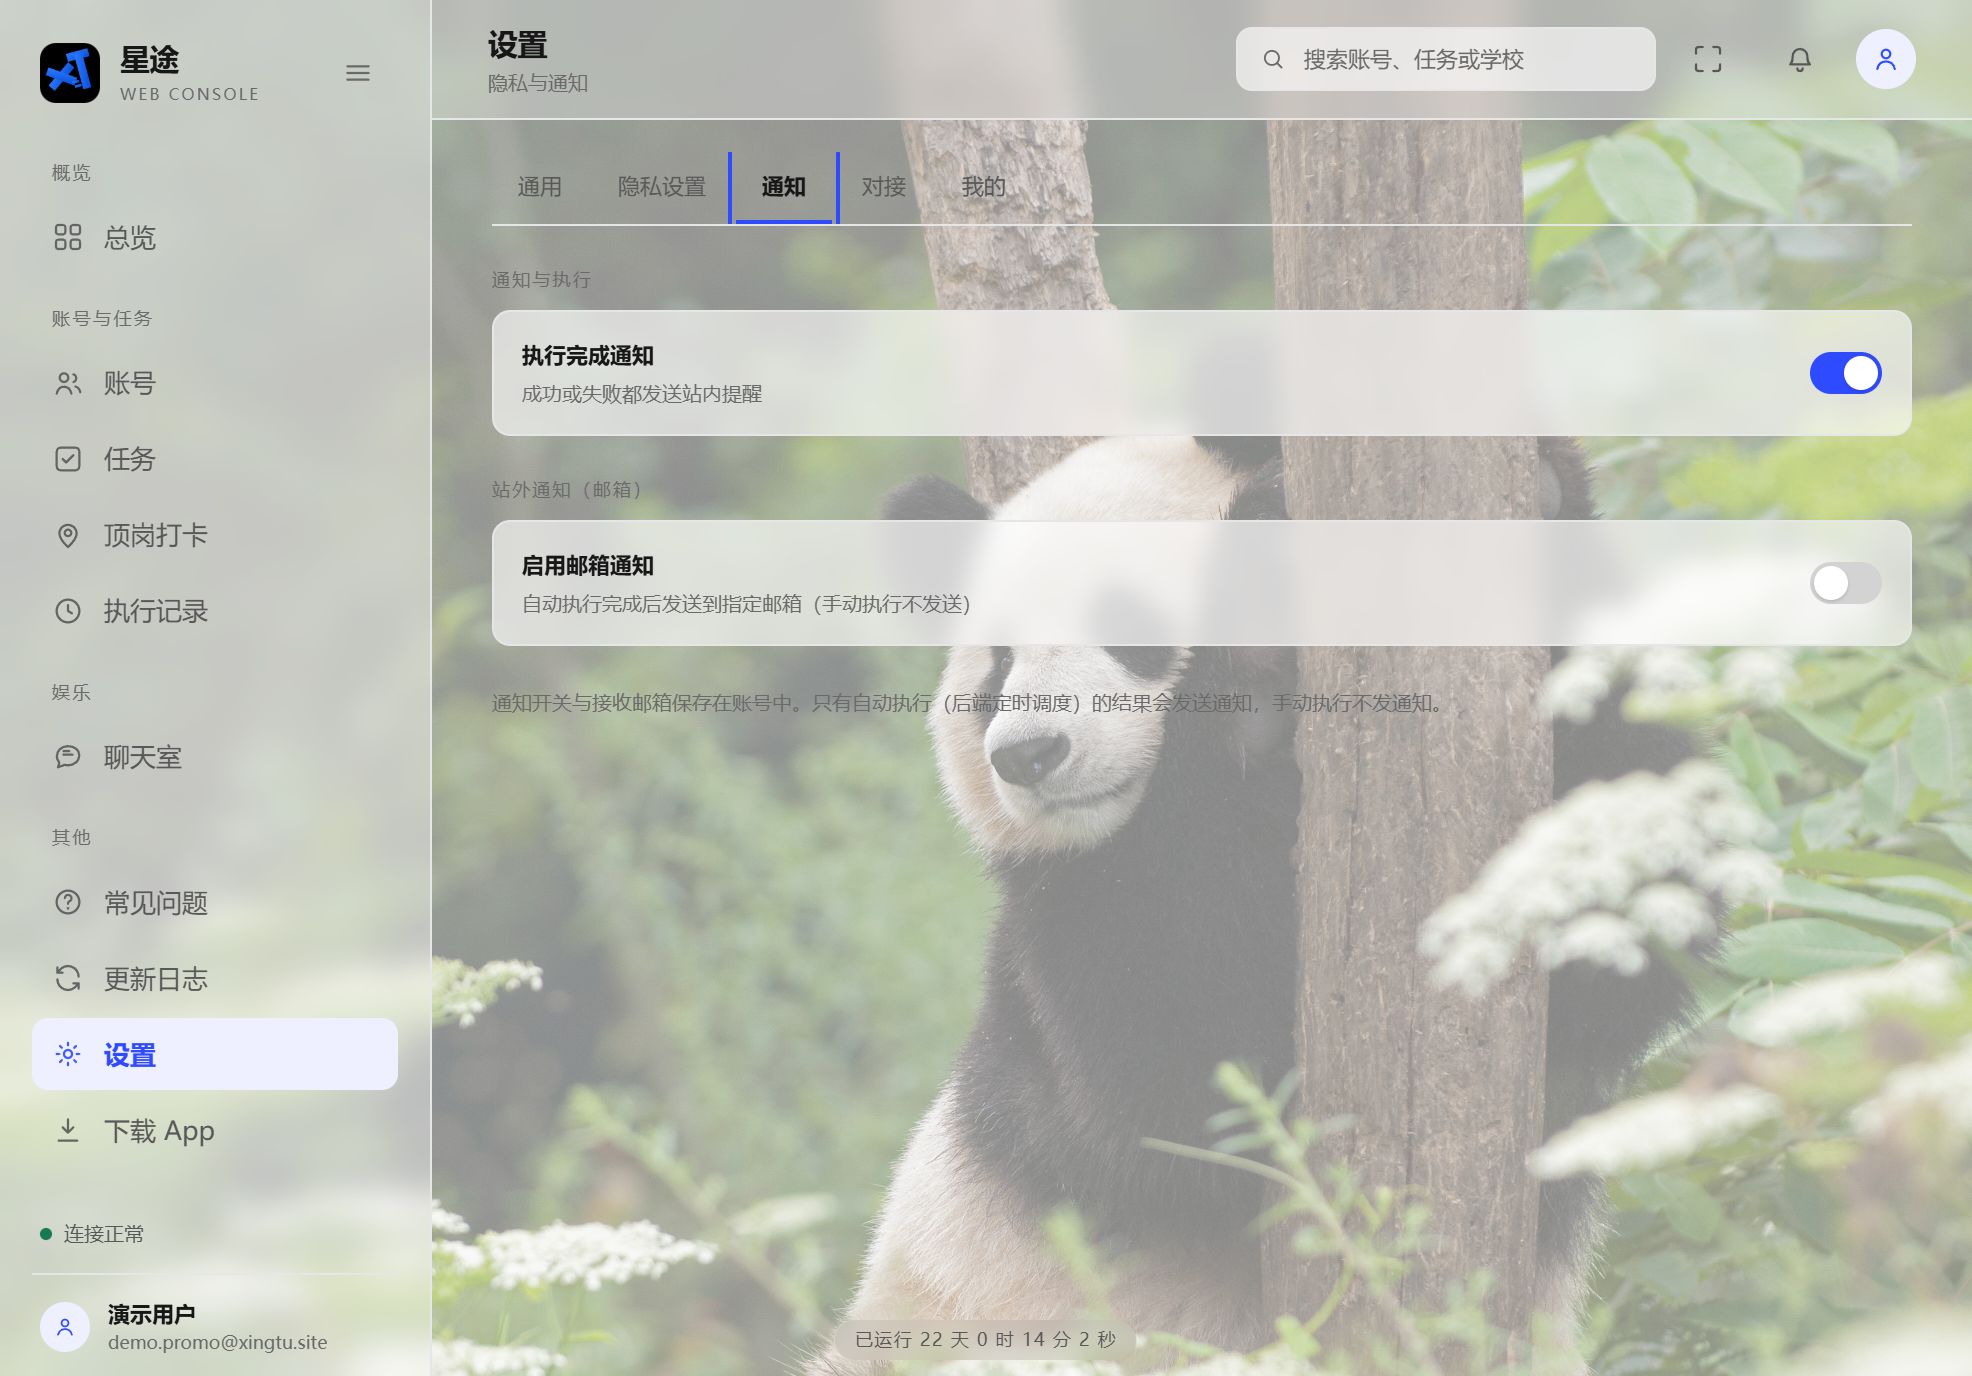 星途
WEB CONSOLE
概览
总览
账号与任务
账号
任务
顶岗打卡
执行记录
娱乐
聊天室
其他
常见问题
更新日志
设置
下载 App
连接正常
演示用户
demo.promo@xingtu.site
设置
隐私与通知
搜索账号、任务或学校
通用
隐私设置
通知
对接
我的
通知与执行
执行完成通知
成功或失败都发送站内提醒
站外通知（邮箱）
启用邮箱通知
自动执行完成后发送到指定邮箱（手动执行不发送）
通知开关与接收邮箱保存在账号中。只有自动执行（后端定时调度）的结果会发送通知，手动执行不发通知。
已运行 22 天 0 时 14 分 2 秒